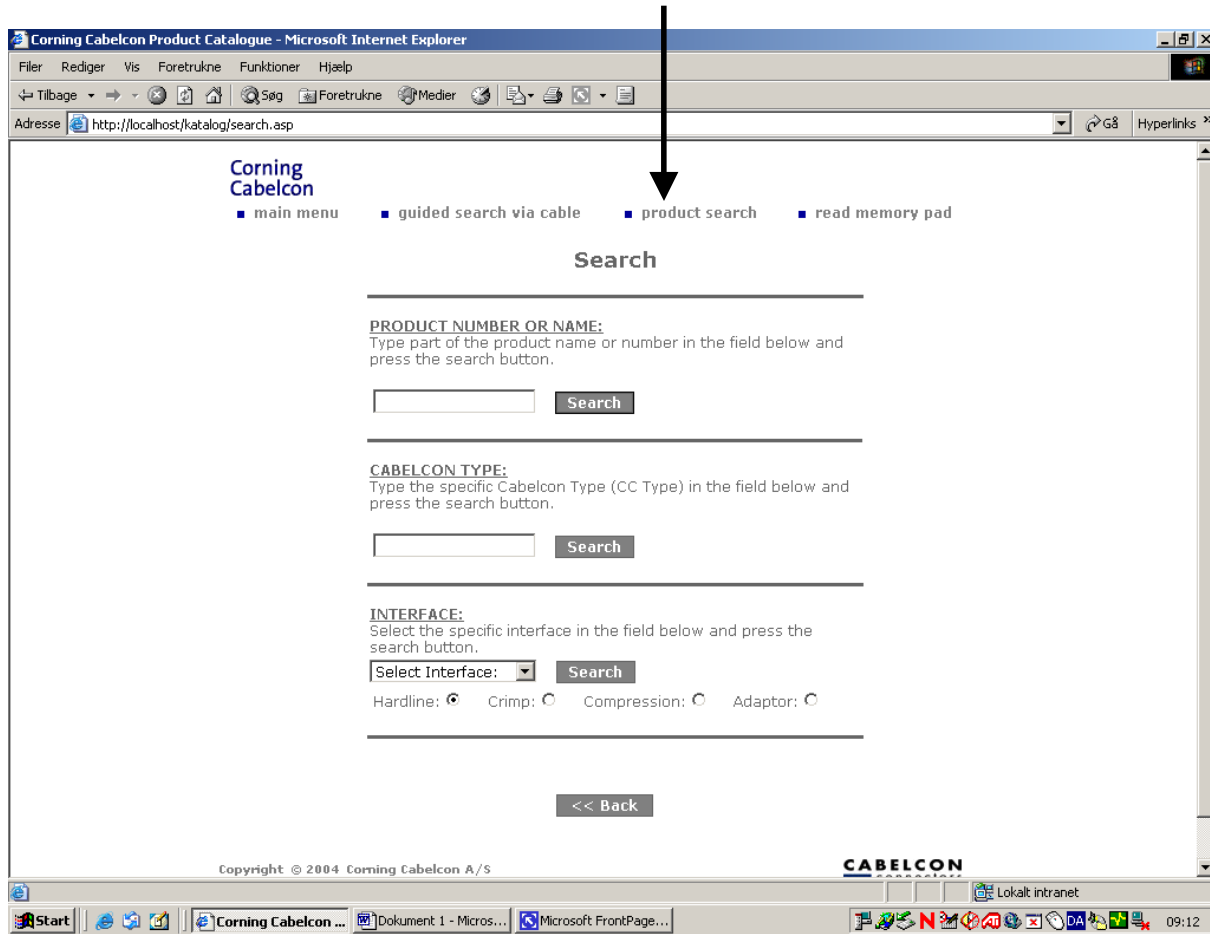 Corning Cabelcon Product Catalogue - Microsoft Internet Explorer
Filer Rediger Vis Foretrukne Funktioner Hjælp
Tilbage Søg Foretrukne Medier
Adresse http://localhost/katalog/search.asp Gå Hyperlinks »
Corning
Cabelcon
main menu guided search via cable product search read memory pad
Search
PRODUCT NUMBER OR NAME:
Type part of the product name or number in the field below and
press the search button.
Search
CABELCON TYPE:
Type the specific Cabelcon Type (CC Type) in the field below and
press the search button.
Search
INTERFACE:
Select the specific interface in the field below and press the
search button.
Select Interface: Search
Hardline: Crimp: Compression: Adaptor:
<< Back
Copyright © 2004 Corning Cabelcon A/S CABELCON
Lokalt intranet
Start Corning Cabelcon ... Dokument 1 - Micros... Microsoft FrontPage... N DA 09:12